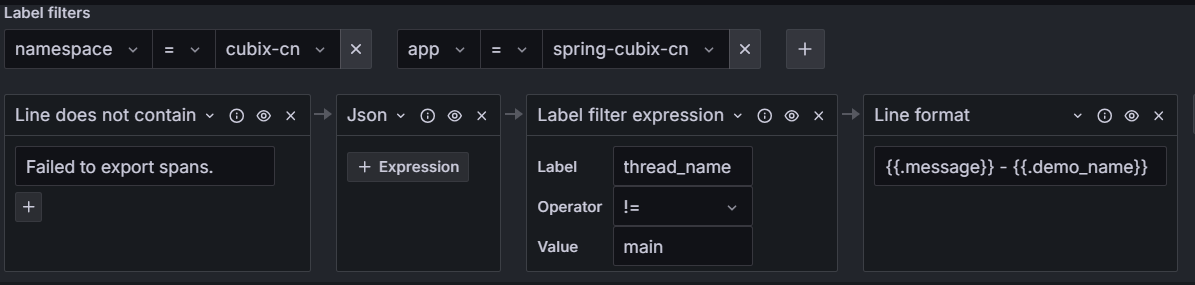 Label filters
namespace = cubix-cn app = spring-cubix-cn
Line does not contain Json Label filter expression Line format
Failed to export spans. + Expression Label thread_name {{.message}} - {{.demo_name}}
+ Operator !=
Value main